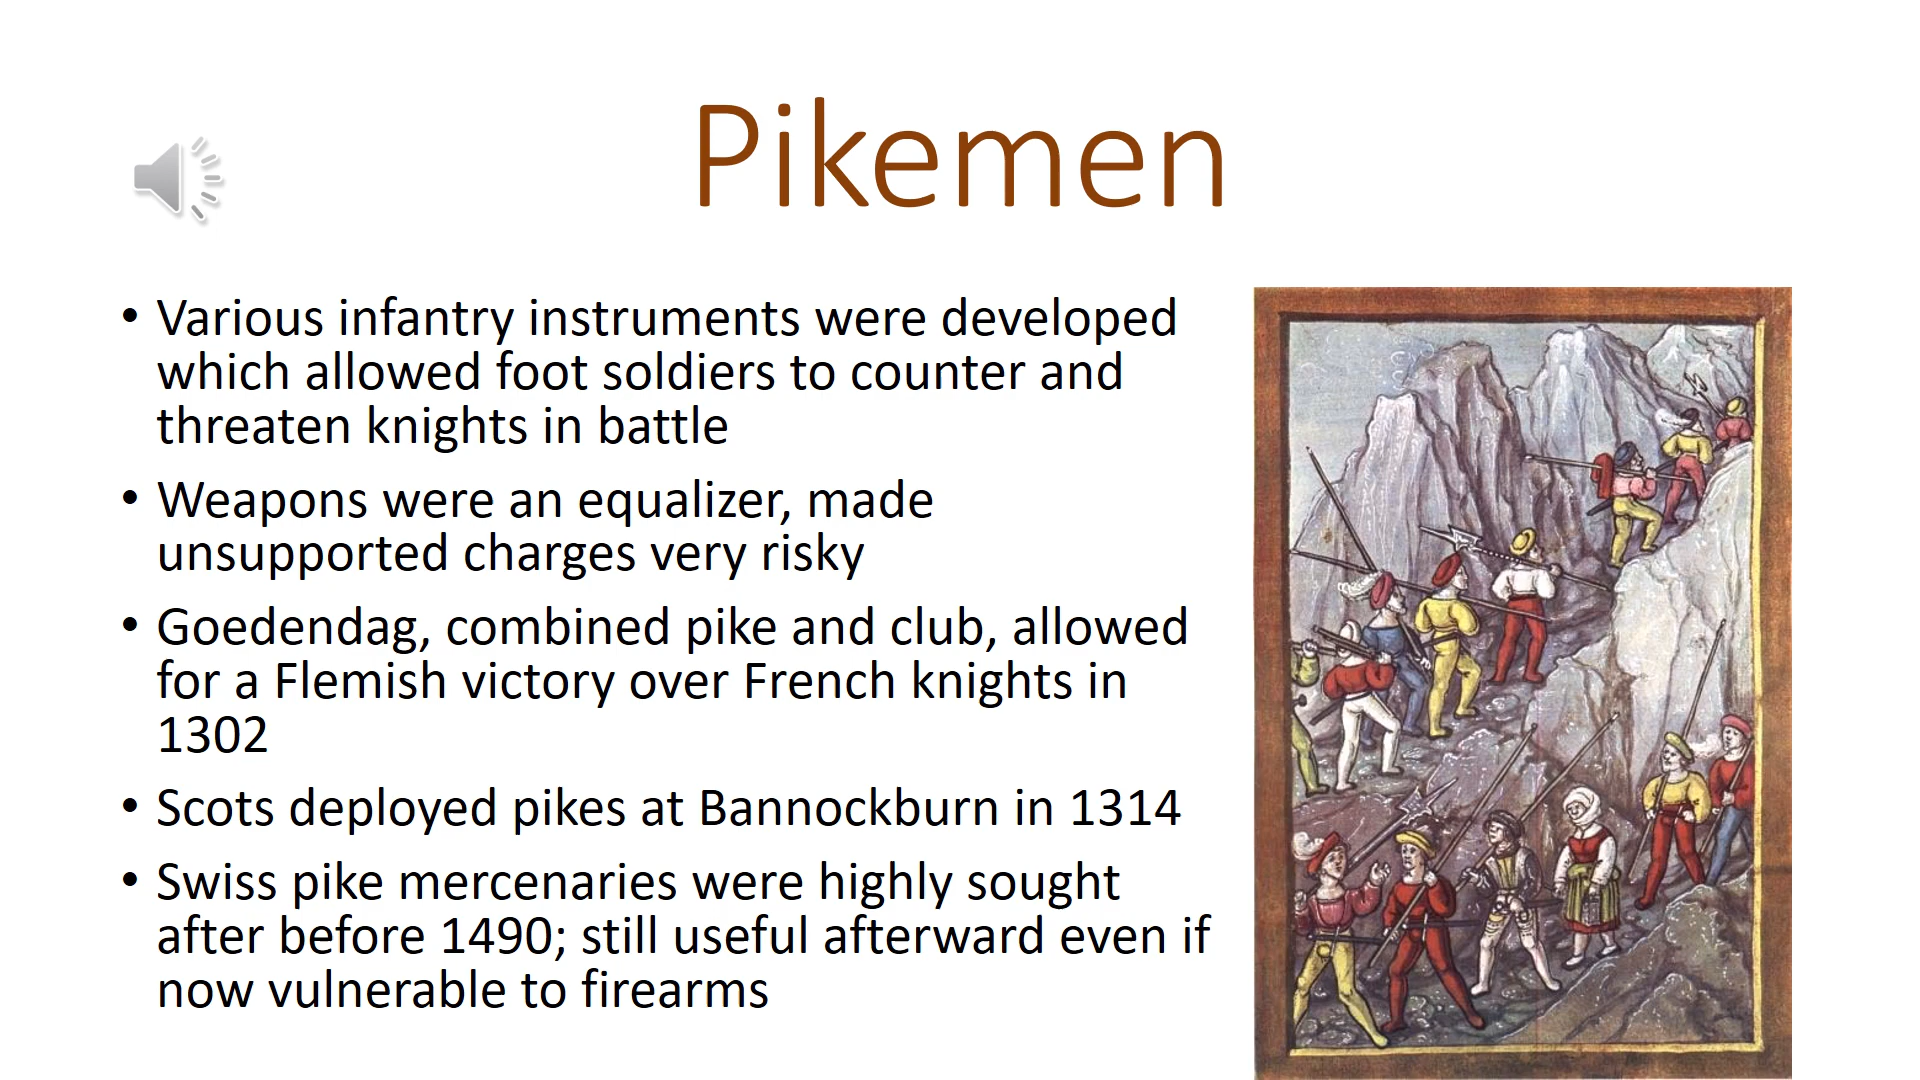 Pikemen
• Various infantry instruments were developed
which allowed foot soldiers to counter and
threaten knights in battle
• Weapons were an equalizer, made
unsupported charges very risky
• Goedendag, combined pike and club, allowed
for a Flemish victory over French knights in
1302
• Scots deployed pikes at Bannockburn in 1314
• Swiss pike mercenaries were highly sought
after before 1490; still useful afterward even if
now vulnerable to firearms